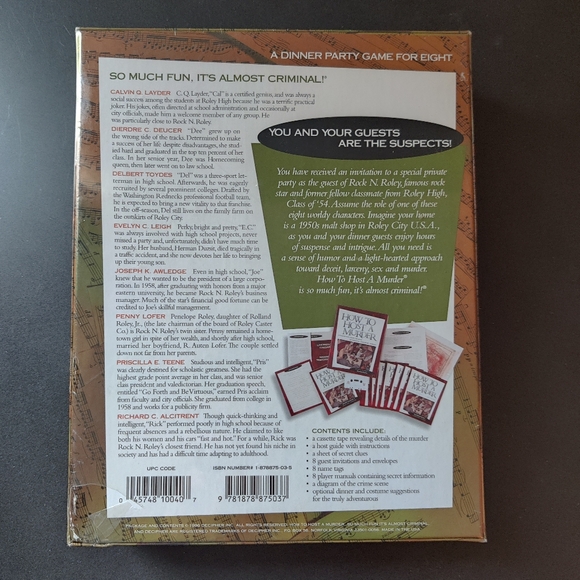 A DINNER PARTY GAME FOR EIGHT
SO MUCH FUN, IT'S ALMOST CRIMINAL!®
CALVIN Q. LAYDER C. Q. Layder, "Cal" is a certified genius, and was always a
social success among the students at Roley High because he was a terrific practical
joker. His jokes, often directed at school administration and occasionally at
city officials, made him a welcome member of any group. He
was particularly close to Rock N. Roley.
DIERDRE C. DEUCER "Dee" grew up on
the wrong side of the tracks. Determined to make
a success of her life despite disadvantages, she stud-
ied hard and graduated in the top ten percent of her
class. In her senior year, Dee was Homecoming
queen, then later went on to law school.
DELBERT TOYDES "Del" was a three-sport let-
terman in high school. Afterwards, he was eagerly
recruited by several prominent colleges. Drafted by
the Washington Rednecks professional football team,
he is expected to bring a new vitality to that franchise.
In the off-season, Del still lives on the family farm on
the outskirts of Roley City.
EVELYN C. LEIGH Perky, bright and pretty "E.C."
was always involved with high school projects, never
missed a party and, unfortunately, didn't have much time
to study. Her husband, Herman Durstit, died tragically in
a traffic accident, and she now devotes her life to bringing
up their young son.
JOSEPH K. AWLEDGE Even in high school, "Joe"
knew that he wanted to be the president of a large corpo-
ration. In 1958, after graduating with honors from a major
eastern university, he became Rock N. Roley's business
manager. Much of the star's financial good fortune can be
credited to Joe's skillful management.
PENNY LOFER Penelope Roley, daughter of Rolland
Roley, Jr., (the late chairman of the board of Roley Caster
Co.) is Rock N. Roley's twin sister. Penny remained a home-
town girl in spite of her wealth, and shortly after high school,
married her high school boyfriend, R. Auten Lofer. The couple settled
down not far from her parents.
PRISCILLA E. TEENE Studious and intelligent, "Pris"
was clearly destined for scholastic greatness. She had the
highest grade point average in her class, and was senior
class president and valedictorian. Her graduation speech,
entitled "Go Forth and Be Virtuous," earned Pris acclaim
from faculty and city officials. She graduated from college in
1958 and works for a publicity firm.
RICHARD C. ALCITRENT Though quick-thinking and
intelligent, "Rick" performed poorly in high school because of
frequent absences and a rebellious nature. He claimed to like
both his women and his cars "fast and hot." For a while, Rick was
Rock N. Roley's closest friend. He has not yet found his niche in
society and has had a difficult time adapting to adulthood.
YOU AND YOUR GUESTS
ARE THE SUSPECTS!
You have received an invitation to a special private
party as the guest of Rock N. Roley, famous rock
star and former fellow classmate from Roley High,
Class of '54. Assume the role of one of these
eight worldly characters. Imagine your home
is a 1950s malt shop in Roley City U.S.A.,
as you and your dinner guests enjoy hours
of suspense and intrigue. All you need is
a sense of humor and a light-hearted approach
toward deceit, larceny, sex and murder.
How To Host A Murder®
is so much fun, it's almost criminal!®
HOW TO
HOST A
MURDER
CONTENTS INCLUDE:
• a cassette tape revealing details of the murder
• a host guide with instructions
• a sheet of secret clues
• 8 guest invitations and envelopes
• 8 name tags
• 8 player manuals containing secret information
• a diagram of the crime scene
• optional dinner and costume suggestions
for the truly adventurous
UPC CODE
ISBN NUMBER# 1-878875-03-5
0 45748 10040 7
9 781878 875037